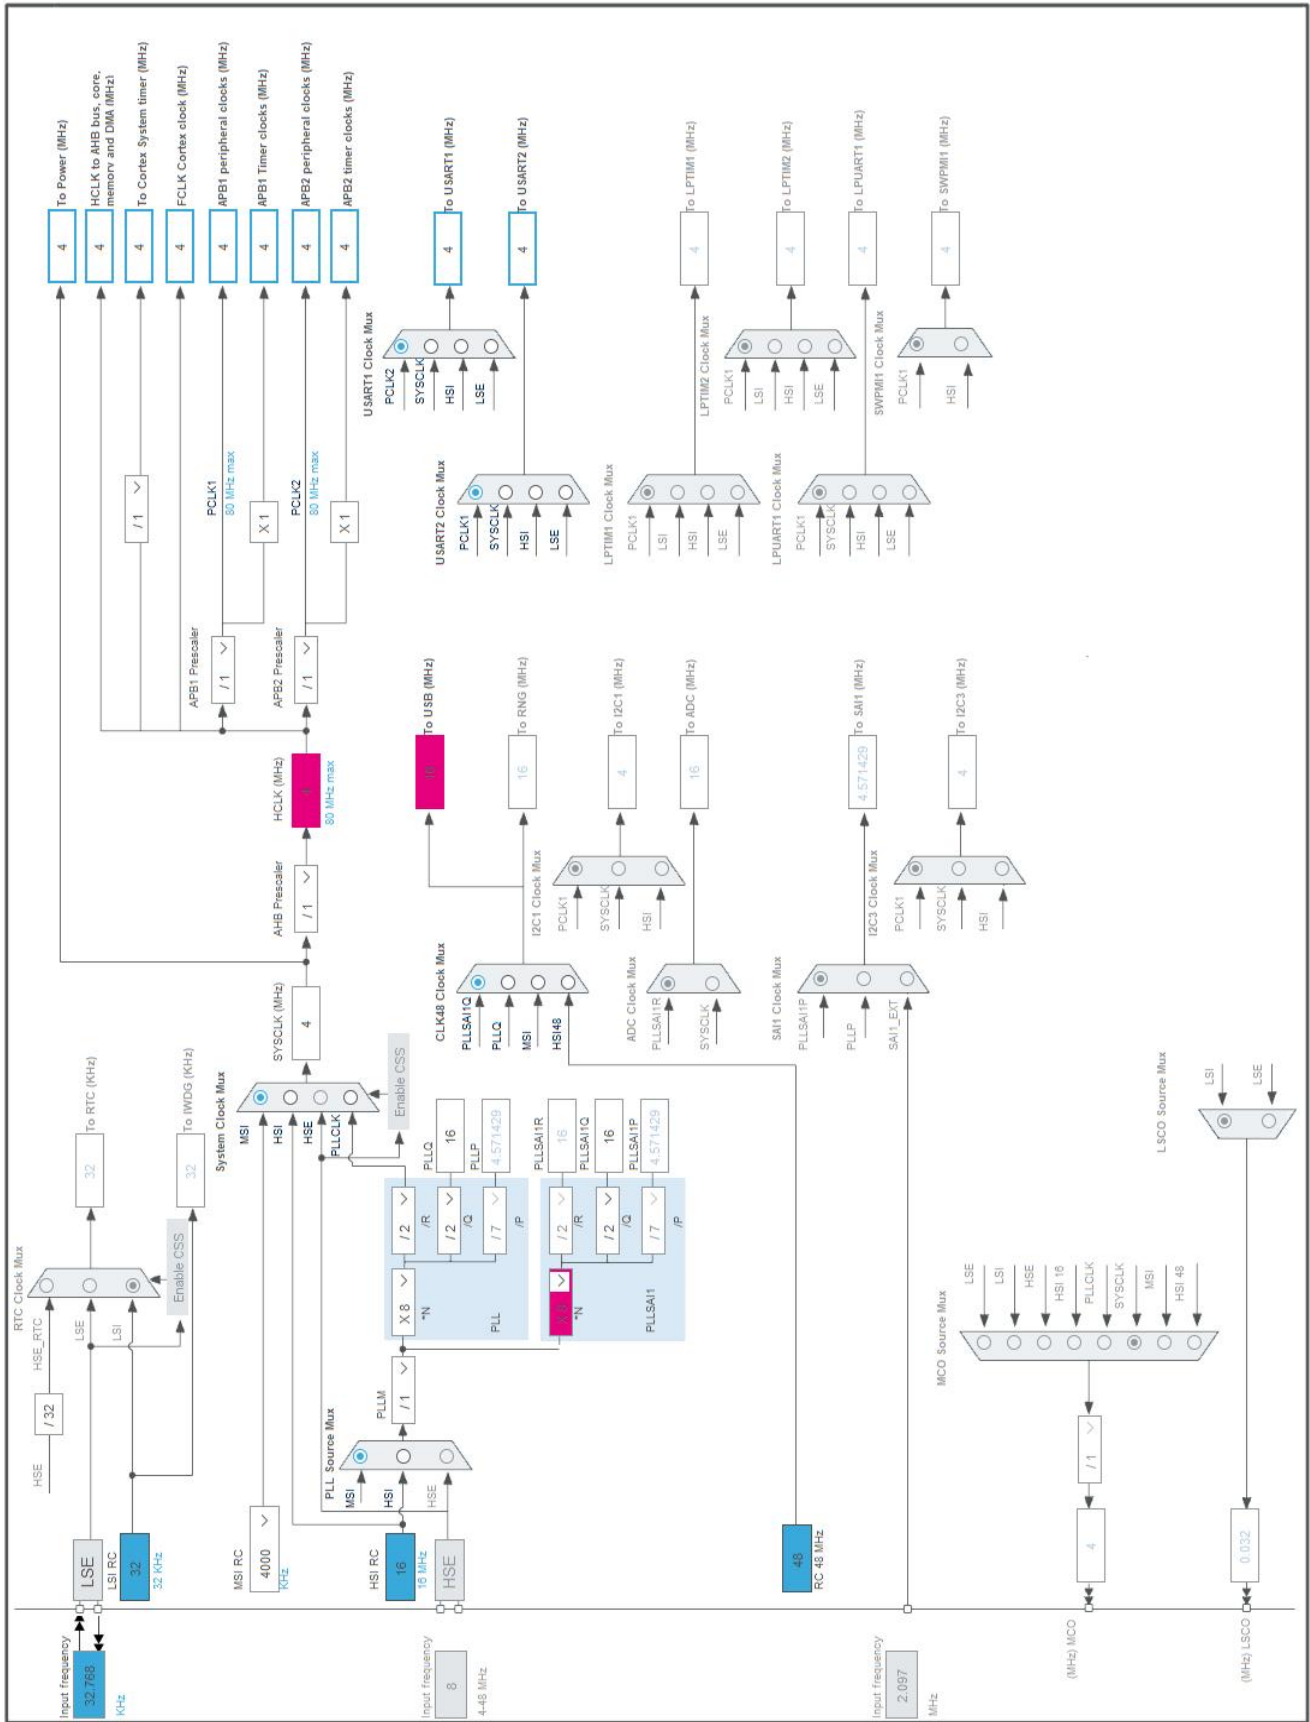 Input frequency
32.768
KHz
LSE
LSI RC
32
32 KHz
HSE
/ 32
HSE_RTC
LSE
LSI
RTC Clock Mux
Enable CSS
32
To RTC (KHz)
32
To IWDG (KHz)
MSI RC
4000
KHz
HSI RC
16
16 MHz
HSE
Input frequency
8
4-48 MHz
PLL Source Mux
MSI
HSI
HSE
PLLM
/ 1
X 8
*N
PLL
/ 2
/R
/ 2
/Q
/ 7
/P
PLLQ
16
PLLP
4.571429
X 8
*N
PLLSAI1
/ 2
/R
/ 2
/Q
/ 7
/P
PLLSAI1R
16
PLLSAI1Q
16
PLLSAI1P
4.571429
System Clock Mux
MSI
HSI
HSE
PLLCLK
Enable CSS
SYSCLK (MHz)
4
AHB Prescaler
/ 1
HCLK (MHz)
4
80 MHz max
APB1 Prescaler
/ 1
APB2 Prescaler
/ 1
/ 1
PCLK1
80 MHz max
X 1
PCLK2
80 MHz max
X 1
4
To Power (MHz)
4
HCLK to AHB bus, core,
memory and DMA (MHz)
4
To Cortex System timer (MHz)
4
FCLK Cortex clock (MHz)
4
APB1 peripheral clocks (MHz)
4
APB1 Timer clocks (MHz)
4
APB2 peripheral clocks (MHz)
4
APB2 timer clocks (MHz)
48
RC 48 MHz
CLK48 Clock Mux
PLLSAI1Q
PLLQ
MSI
HSI48
16
To USB (MHz)
16
To RNG (MHz)
I2C1 Clock Mux
PCLK1
SYSCLK
HSI
4
To I2C1 (MHz)
ADC Clock Mux
PLLSAI1R
SYSCLK
16
To ADC (MHz)
SAI1 Clock Mux
PLLSAI1P
PLLP
SAI1_EXT
4.571429
To SAI1 (MHz)
I2C3 Clock Mux
PCLK1
SYSCLK
HSI
4
To I2C3 (MHz)
USART1 Clock Mux
PCLK2
SYSCLK
HSI
LSE
4
To USART1 (MHz)
USART2 Clock Mux
PCLK1
SYSCLK
HSI
LSE
4
To USART2 (MHz)
LPTIM1 Clock Mux
PCLK1
LSI
HSI
LSE
4
To LPTIM1 (MHz)
LPTIM2 Clock Mux
PCLK1
LSI
HSI
LSE
4
To LPTIM2 (MHz)
LPUART1 Clock Mux
PCLK1
SYSCLK
HSI
LSE
4
To LPUART1 (MHz)
SWPMI1 Clock Mux
PCLK1
HSI
4
To SWPMI1 (MHz)
Input frequency
2.097
MHz
(MHz) MCO
4
/ 1
MCO Source Mux
LSE
LSI
HSE
HSI 16
PLLCLK
SYSCLK
MSI
HSI 48
(MHz) LSCO
0.032
LSCO Source Mux
LSI
LSE